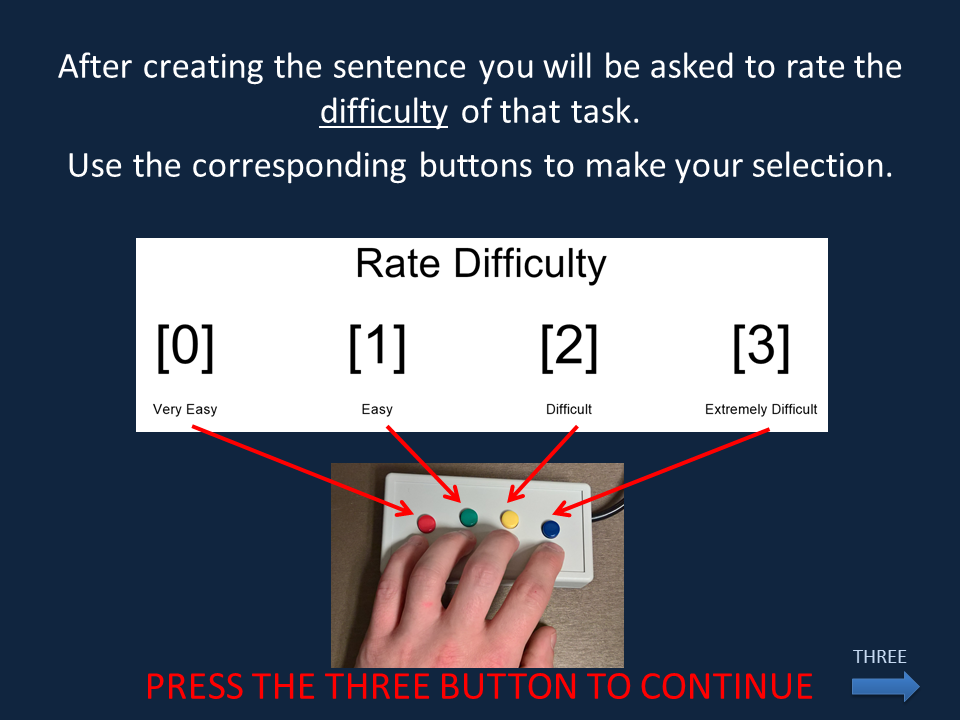 After creating the sentence you will be asked to rate the
difficulty of that task.
Use the corresponding buttons to make your selection.
Rate Difficulty
[0] [1] [2] [3]
Very Easy Easy Difficult Extremely Difficult
THREE
PRESS THE THREE BUTTON TO CONTINUE